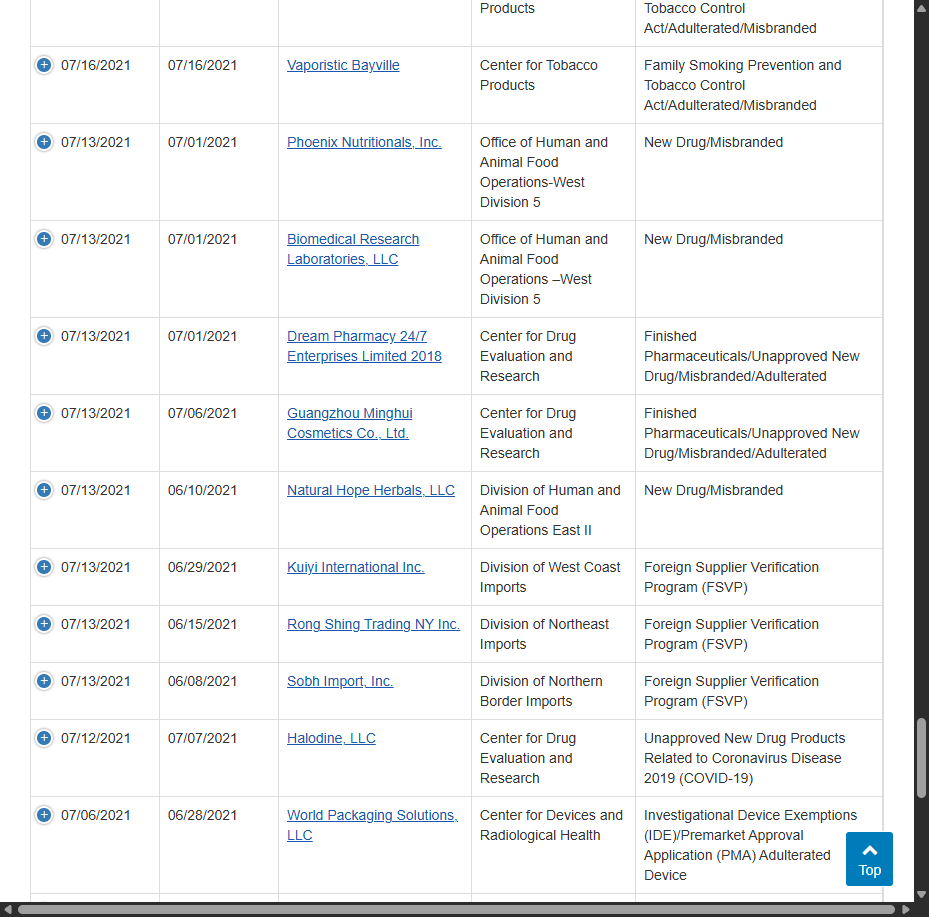 Products
Tobacco Control
Act/Adulterated/Misbranded
07/16/2021 07/16/2021 Vaporistic Bayville Center for Tobacco Family Smoking Prevention and
Products Tobacco Control
Act/Adulterated/Misbranded
07/13/2021 07/01/2021 Phoenix Nutritionals, Inc. Office of Human and New Drug/Misbranded
Animal Food
Operations-West
Division 5
07/13/2021 07/01/2021 Biomedical Research Office of Human and New Drug/Misbranded
Laboratories, LLC Animal Food
Operations –West
Division 5
07/13/2021 07/01/2021 Dream Pharmacy 24/7 Center for Drug Finished
Enterprises Limited 2018 Evaluation and Pharmaceuticals/Unapproved New
Research Drug/Misbranded/Adulterated
07/13/2021 07/06/2021 Guangzhou Minghui Center for Drug Finished
Cosmetics Co., Ltd. Evaluation and Pharmaceuticals/Unapproved New
Research Drug/Misbranded/Adulterated
07/13/2021 06/10/2021 Natural Hope Herbals, LLC Division of Human and New Drug/Misbranded
Animal Food
Operations East II
07/13/2021 06/29/2021 Kuiyi International Inc. Division of West Coast Foreign Supplier Verification
Imports Program (FSVP)
07/13/2021 06/15/2021 Rong Shing Trading NY Inc. Division of Northeast Foreign Supplier Verification
Imports Program (FSVP)
07/13/2021 06/08/2021 Sobh Import, Inc. Division of Northern Foreign Supplier Verification
Border Imports Program (FSVP)
07/12/2021 07/07/2021 Halodine, LLC Center for Drug Unapproved New Drug Products
Evaluation and Related to Coronavirus Disease
Research 2019 (COVID-19)
07/06/2021 06/28/2021 World Packaging Solutions, Center for Devices and Investigational Device Exemptions
LLC Radiological Health (IDE)/Premarket Approval
Application (PMA) Adulterated
Device
Top